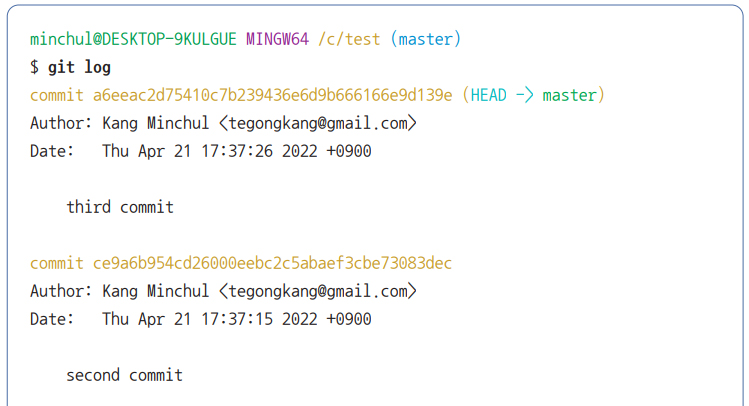 minchul@DESKTOP-9KULGUE MINGW64 /c/test (master)
$ git log
commit a6eeac2d75410c7b239436e6d9b666166e9d139e (HEAD -> master)
Author: Kang Minchul <tegongkang@gmail.com>
Date:   Thu Apr 21 17:37:26 2022 +0900
    third commit
commit ce9a6b954cd26000eebc2c5abaef3cbe73083dec
Author: Kang Minchul <tegongkang@gmail.com>
Date:   Thu Apr 21 17:37:15 2022 +0900
    second commit